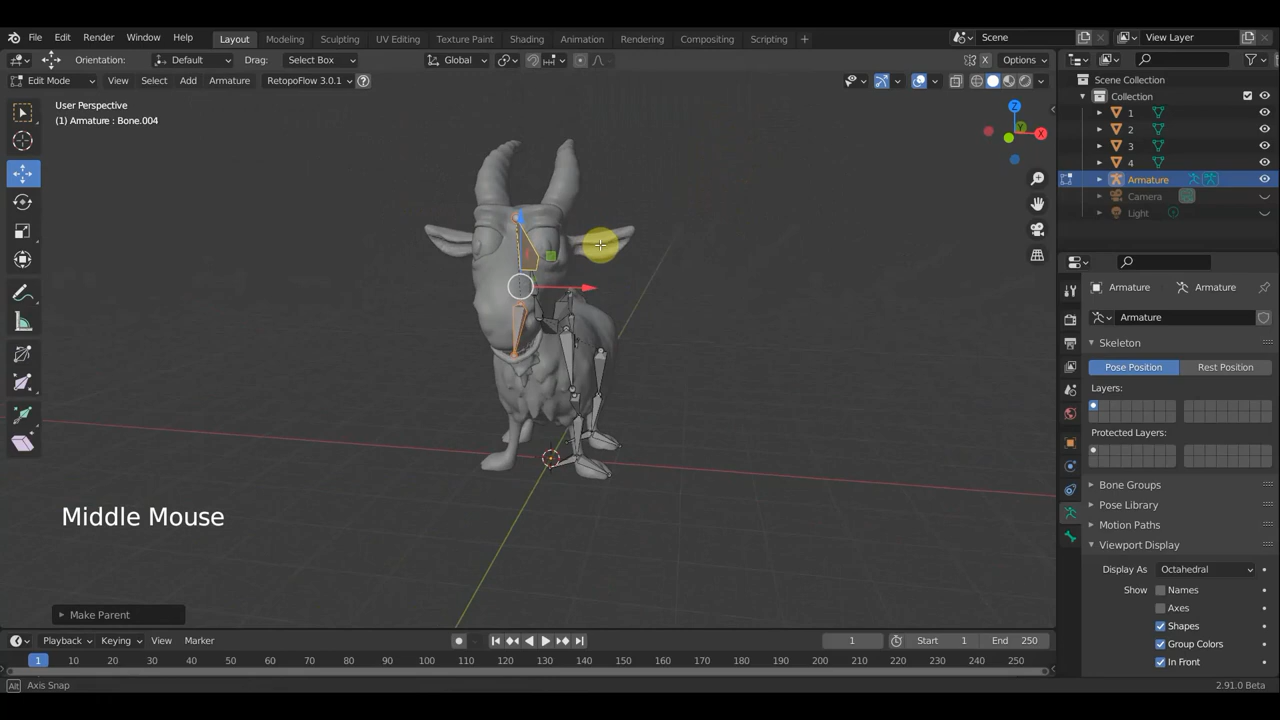 File Edit Render Window Help Layout Modeling Sculpting UV Editing Texture Paint Shading Animation Rendering Compositing Scripting + Scene View Layer
Orientation: Default Drag: Select Box Global Options
Edit Mode View Select Add Armature RetopoFlow 3.0.1 ?
User Perspective
(1) Armature : Bone.004
Z
Y
X
Middle Mouse
Make Parent
Scene Collection
Collection
1
2
3
4
Armature
Camera
Light
Armature Armature
Armature
Skeleton
Pose Position Rest Position
Layers:
Protected Layers:
Bone Groups
Pose Library
Motion Paths
Viewport Display
Display As Octahedral
Show Names
Axes
Shapes
Group Colors
In Front
Playback Keying View Marker 1 Start 1 End 250
1 10 20 30 40 50 60 70 80 90 100 110 120 130 140 150 160 170 180 190 200 210 220 230 240 250
Alt Axis Snap 2.91.0 Beta